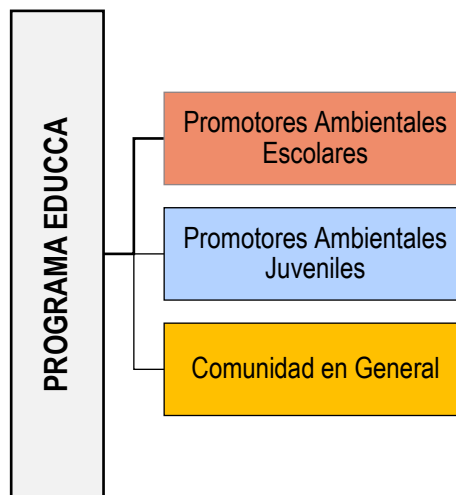 PROGRAMA EDUCCA
Promotores Ambientales
Escolares
Promotores Ambientales
Juveniles
Comunidad en General